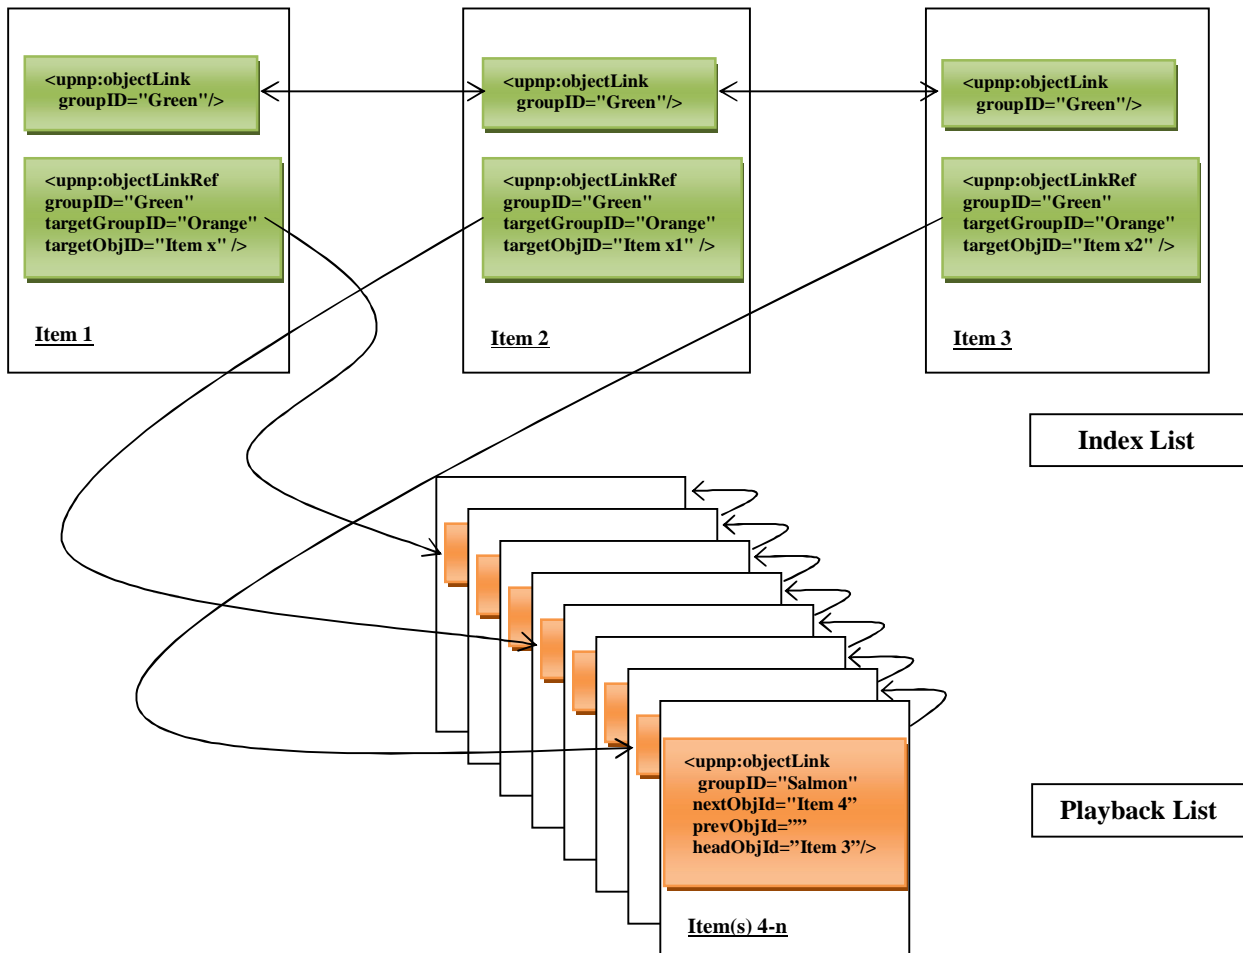 <upnp:objectLink
groupID="Green"/>
<upnp:objectLinkRef
groupID="Green"
targetGroupID="Orange"
targetObjID="Item x" />
Item 1
<upnp:objectLink
groupID="Green"/>
<upnp:objectLinkRef
groupID="Green"
targetGroupID="Orange"
targetObjID="Item x1" />
Item 2
<upnp:objectLink
groupID="Green"/>
<upnp:objectLinkRef
groupID="Green"
targetGroupID="Orange"
targetObjID="Item x2" />
Item 3
Index List
<upnp:objectLink
groupID="Salmon"
nextObjId="Item 4”
prevObjId=””
headObjId=”Item 3”/>
Item(s) 4-n
Playback List